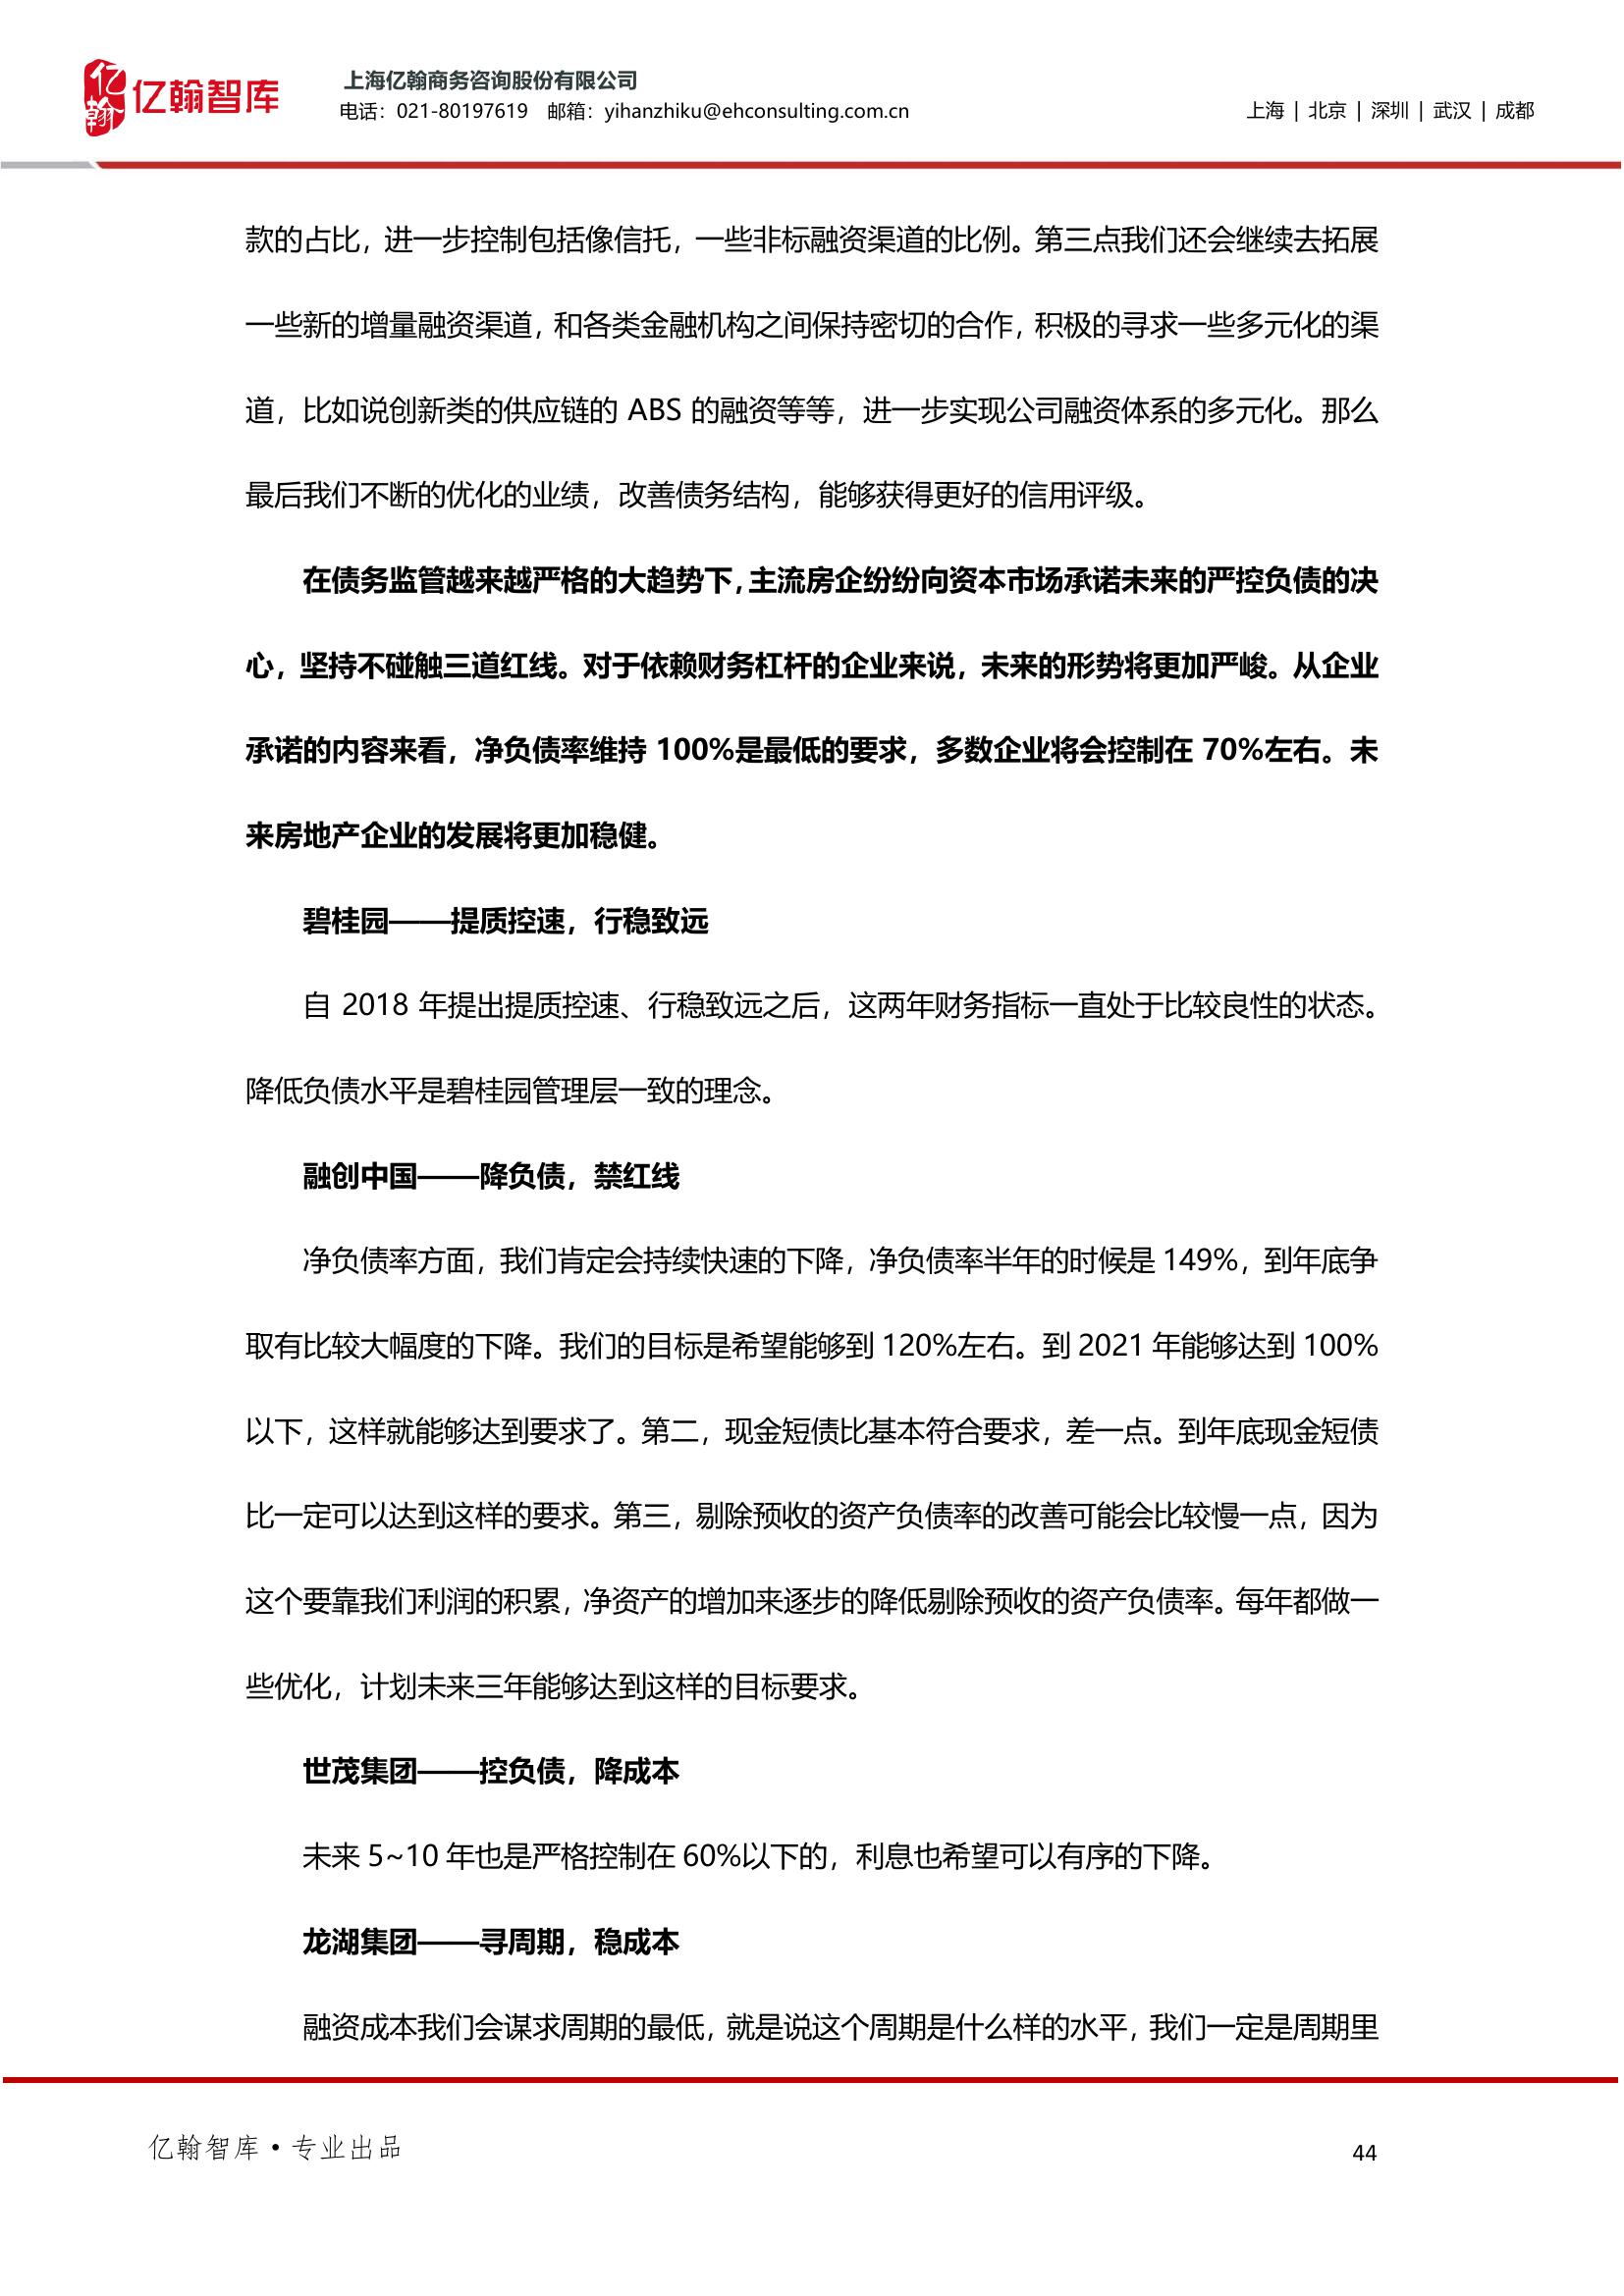 亿翰
亿翰智库
上海亿翰商务咨询股份有限公司
电话：021-80197619 邮箱：yihanzhiku@ehconsulting.com.cn
上海 | 北京 | 深圳 | 武汉 | 成都
款的占比，进一步控制包括像信托，一些非标融资渠道的比例。第三点我们还会继续去拓展
一些新的增量融资渠道，和各类金融机构之间保持密切的合作，积极的寻求一些多元化的渠
道，比如说创新类的供应链的 ABS 的融资等等，进一步实现公司融资体系的多元化。那么
最后我们不断的优化的业绩，改善债务结构，能够获得更好的信用评级。
在债务监管越来越严格的大趋势下，主流房企纷纷向资本市场承诺未来的严控负债的决
心，坚持不碰触三道红线。对于依赖财务杠杆的企业来说，未来的形势将更加严峻。从企业
承诺的内容来看，净负债率维持 100%是最低的要求，多数企业将会控制在 70%左右。未
来房地产企业的发展将更加稳健。
碧桂园——提质控速，行稳致远
自 2018 年提出提质控速、行稳致远之后，这两年财务指标一直处于比较良性的状态。
降低负债水平是碧桂园管理层一致的理念。
融创中国——降负债，禁红线
净负债率方面，我们肯定会持续快速的下降，净负债率半年的时候是 149%，到年底争
取有比较大幅度的下降。我们的目标是希望能够到 120%左右。到 2021 年能够达到 100%
以下，这样就能够达到要求了。第二，现金短债比基本符合要求，差一点。到年底现金短债
比一定可以达到这样的要求。第三，剔除预收的资产负债率的改善可能会比较慢一点，因为
这个要靠我们利润的积累，净资产的增加来逐步的降低剔除预收的资产负债率。每年都做一
些优化，计划未来三年能够达到这样的目标要求。
世茂集团——控负债，降成本
未来 5~10 年也是严格控制在 60%以下的，利息也希望可以有序的下降。
龙湖集团——寻周期，稳成本
融资成本我们会谋求周期的最低，就是说这个周期是什么样的水平，我们一定是周期里
亿翰智库·专业出品
44